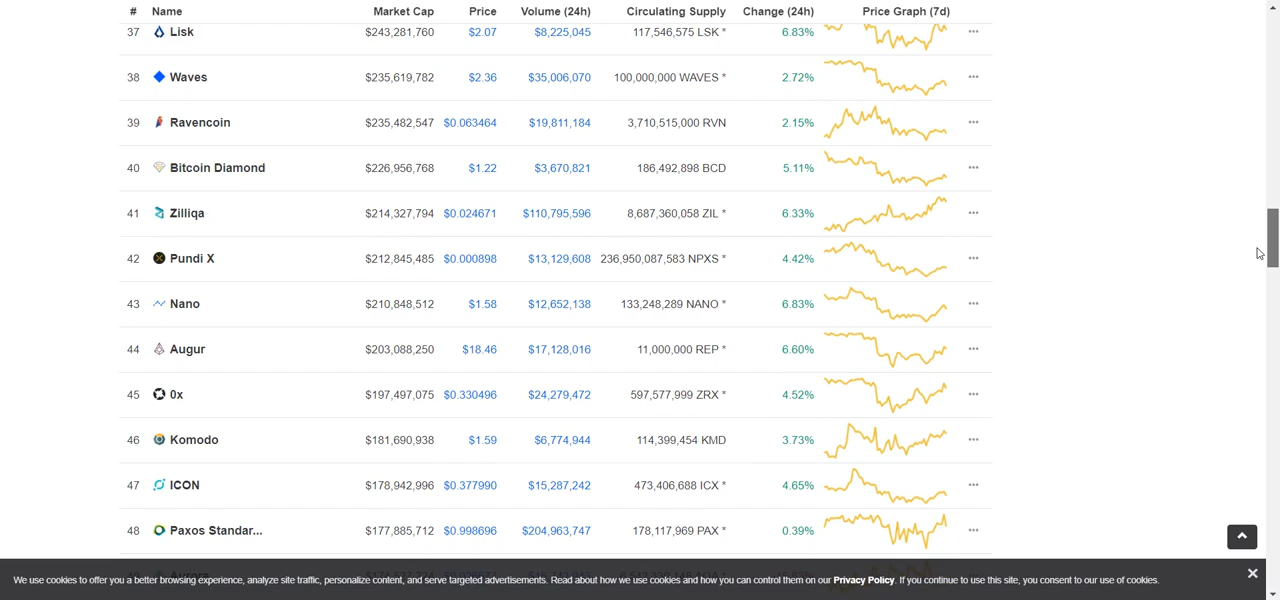 # Name Market Cap Price Volume (24h) Circulating Supply Change (24h) Price Graph (7d)
37 Lisk $243,281,760 $2.07 $8,225,045 117,546,575 LSK * 6.83%
38 Waves $235,619,782 $2.36 $35,006,070 100,000,000 WAVES * 2.72%
39 Ravencoin $235,482,547 $0.063464 $19,811,184 3,710,515,000 RVN 2.15%
40 Bitcoin Diamond $226,956,768 $1.22 $3,670,821 186,492,898 BCD 5.11%
41 Zilliqa $214,327,794 $0.024671 $110,795,596 8,687,360,058 ZIL * 6.33%
42 Pundi X $212,845,485 $0.000898 $13,129,608 236,950,087,583 NPXS * 4.42%
43 Nano $210,848,512 $1.58 $12,652,138 133,248,289 NANO * 6.83%
44 Augur $203,088,250 $18.46 $17,128,016 11,000,000 REP * 6.60%
45 0x $197,497,075 $0.330496 $24,279,472 597,577,999 ZRX * 4.52%
46 Komodo $181,690,938 $1.59 $6,774,944 114,399,454 KMD 3.73%
47 ICON $178,942,996 $0.377990 $15,287,242 473,406,688 ICX * 4.65%
48 Paxos Standar... $177,885,712 $0.998696 $204,963,747 178,117,969 PAX * 0.39%
We use cookies to offer you a better browsing experience, analyze site traffic, personalize content, and serve targeted advertisements. Read about how we use cookies and how you can control them on our Privacy Policy. If you continue to use this site, you consent to our use of cookies.